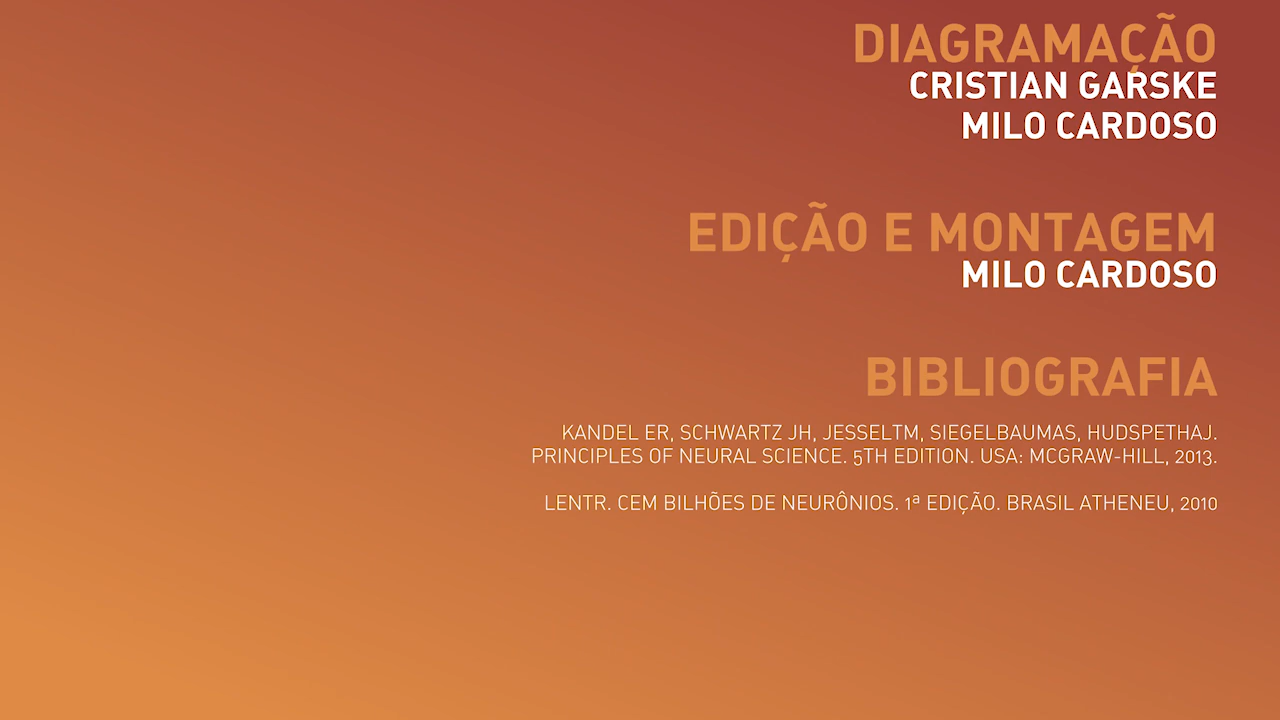 DIAGRAMAÇÃO
CRISTIAN GARSKE
MILO CARDOSO
EDIÇÃO E MONTAGEM
MILO CARDOSO
BIBLIOGRAFIA
KANDEL ER, SCHWARTZ JH, JESSELTM, SIEGELBAUMAS, HUDSPETHAJ.
PRINCIPLES OF NEURAL SCIENCE. 5TH EDITION. USA: MCGRAW-HILL, 2013.
LENTR. CEM BILHÕES DE NEURÔNIOS. 1ª EDIÇÃO. BRASIL ATHENEU, 2010